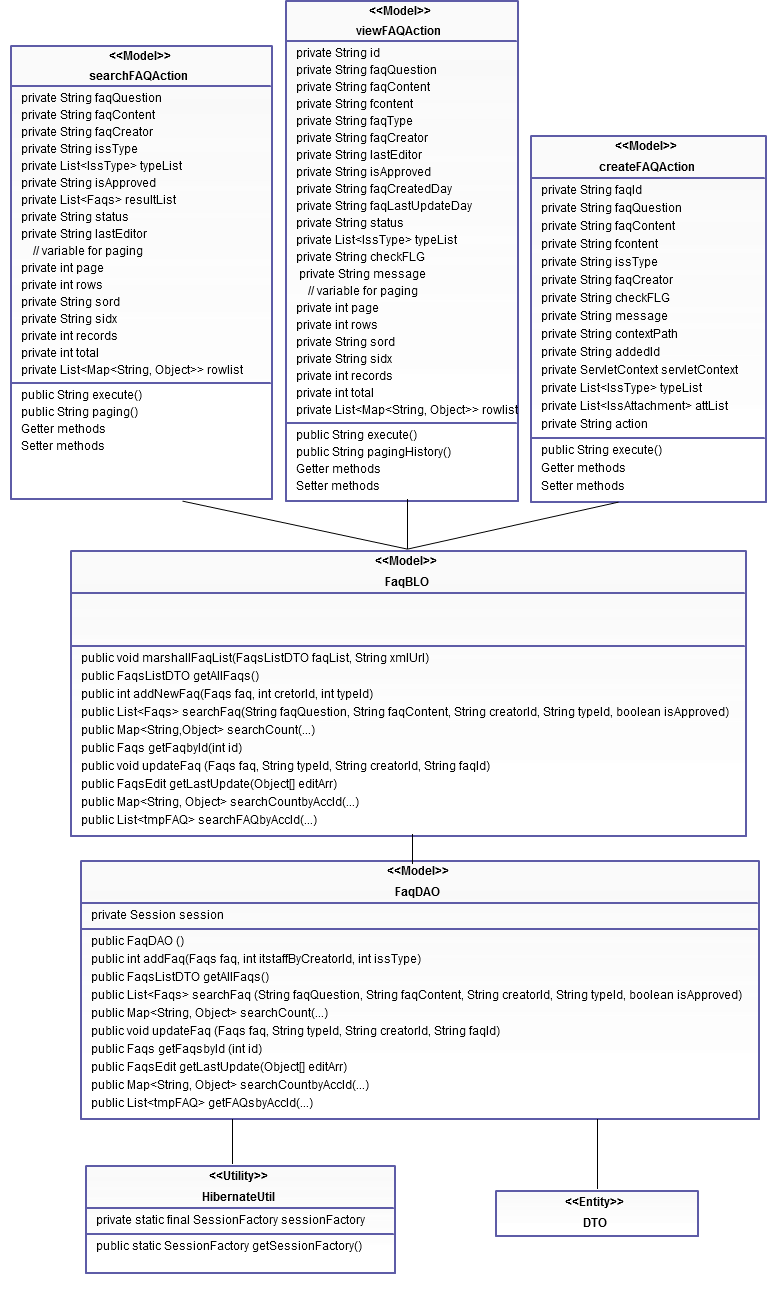 <<Model>>
searchFAQAction
private String faqQuestion
private String faqContent
private String faqCreator
private String issType
private List<IssType> typeList
private String isApproved
private List<Faqs> resultList
private String status
private String lastEditor
// variable for paging
private int page
private int rows
private String sord
private String sidx
private int records
private int total
private List<Map<String, Object>> rowlist
public String execute()
public String paging()
Getter methods
Setter methods
<<Model>>
viewFAQAction
private String id
private String faqQuestion
private String faqContent
private String fcontent
private String faqType
private String faqCreator
private String lastEditor
private String isApproved
private String faqCreatedDay
private String faqLastUpdateDay
private String status
private List<IssType> typeList
private String checkFLG
private String message
// variable for paging
private int page
private int rows
private String sord
private String sidx
private int records
private int total
private List<Map<String, Object>> rowlist
public String execute()
public String pagingHistory()
Getter methods
Setter methods
<<Model>>
createFAQAction
private String faqId
private String faqQuestion
private String faqContent
private String fcontent
private String issType
private String faqCreator
private String checkFLG
private String message
private String contextPath
private String addedId
private ServletContext servletContext
private List<IssType> typeList
private List<IssAttachment> attList
private String action
public String execute()
Getter methods
Setter methods
<<Model>>
FaqBLO
public void marshallFaqList(FaqsListDTO faqList, String xmlUrl)
public FaqsListDTO getAllFaqs()
public int addNewFaq(Faqs faq, int cretorId, int typeId)
public List<Faqs> searchFaq(String faqQuestion, String faqContent, String creatorId, String typeId, boolean isApproved)
public Map<String,Object> searchCount(...)
public Faqs getFaqbyId(int id)
public void updateFaq (Faqs faq, String typeId, String creatorId, String faqId)
public FaqsEdit getLastUpdate(Object[] editArr)
public Map<String, Object> searchCountbyAccId(...)
public List<tmpFAQ> searchFAQbyAccId(...)
<<Model>>
FaqDAO
private Session session
public FaqDAO ()
public int addFaq(Faqs faq, int itstaffByCreatorId, int issType)
public FaqsListDTO getAllFaqs()
public List<Faqs> searchFaq (String faqQuestion, String faqContent, String creatorId, String typeId, boolean isApproved)
public Map<String, Object> searchCount(...)
public void updateFaq (Faqs faq, String typeId, String creatorId, String faqId)
public Faqs getFaqsbyId (int id)
public FaqsEdit getLastUpdate(Object[] editArr)
public Map<String, Object> searchCountbyAccId(...)
public List<tmpFAQ> getFAQsbyAccId(...)
<<Utility>>
HibernateUtil
private static final SessionFactory sessionFactory
public static SessionFactory getSessionFactory()
<<Entity>>
DTO